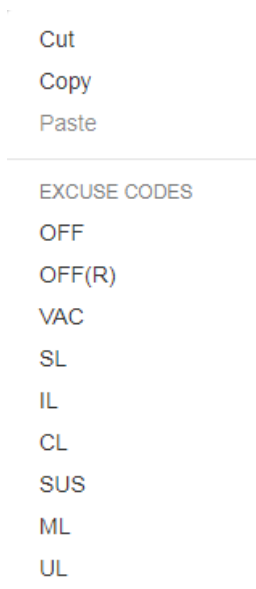 Cut
Copy
Paste
EXCUSE CODES
OFF
OFF(R)
VAC
SL
IL
CL
SUS
ML
UL